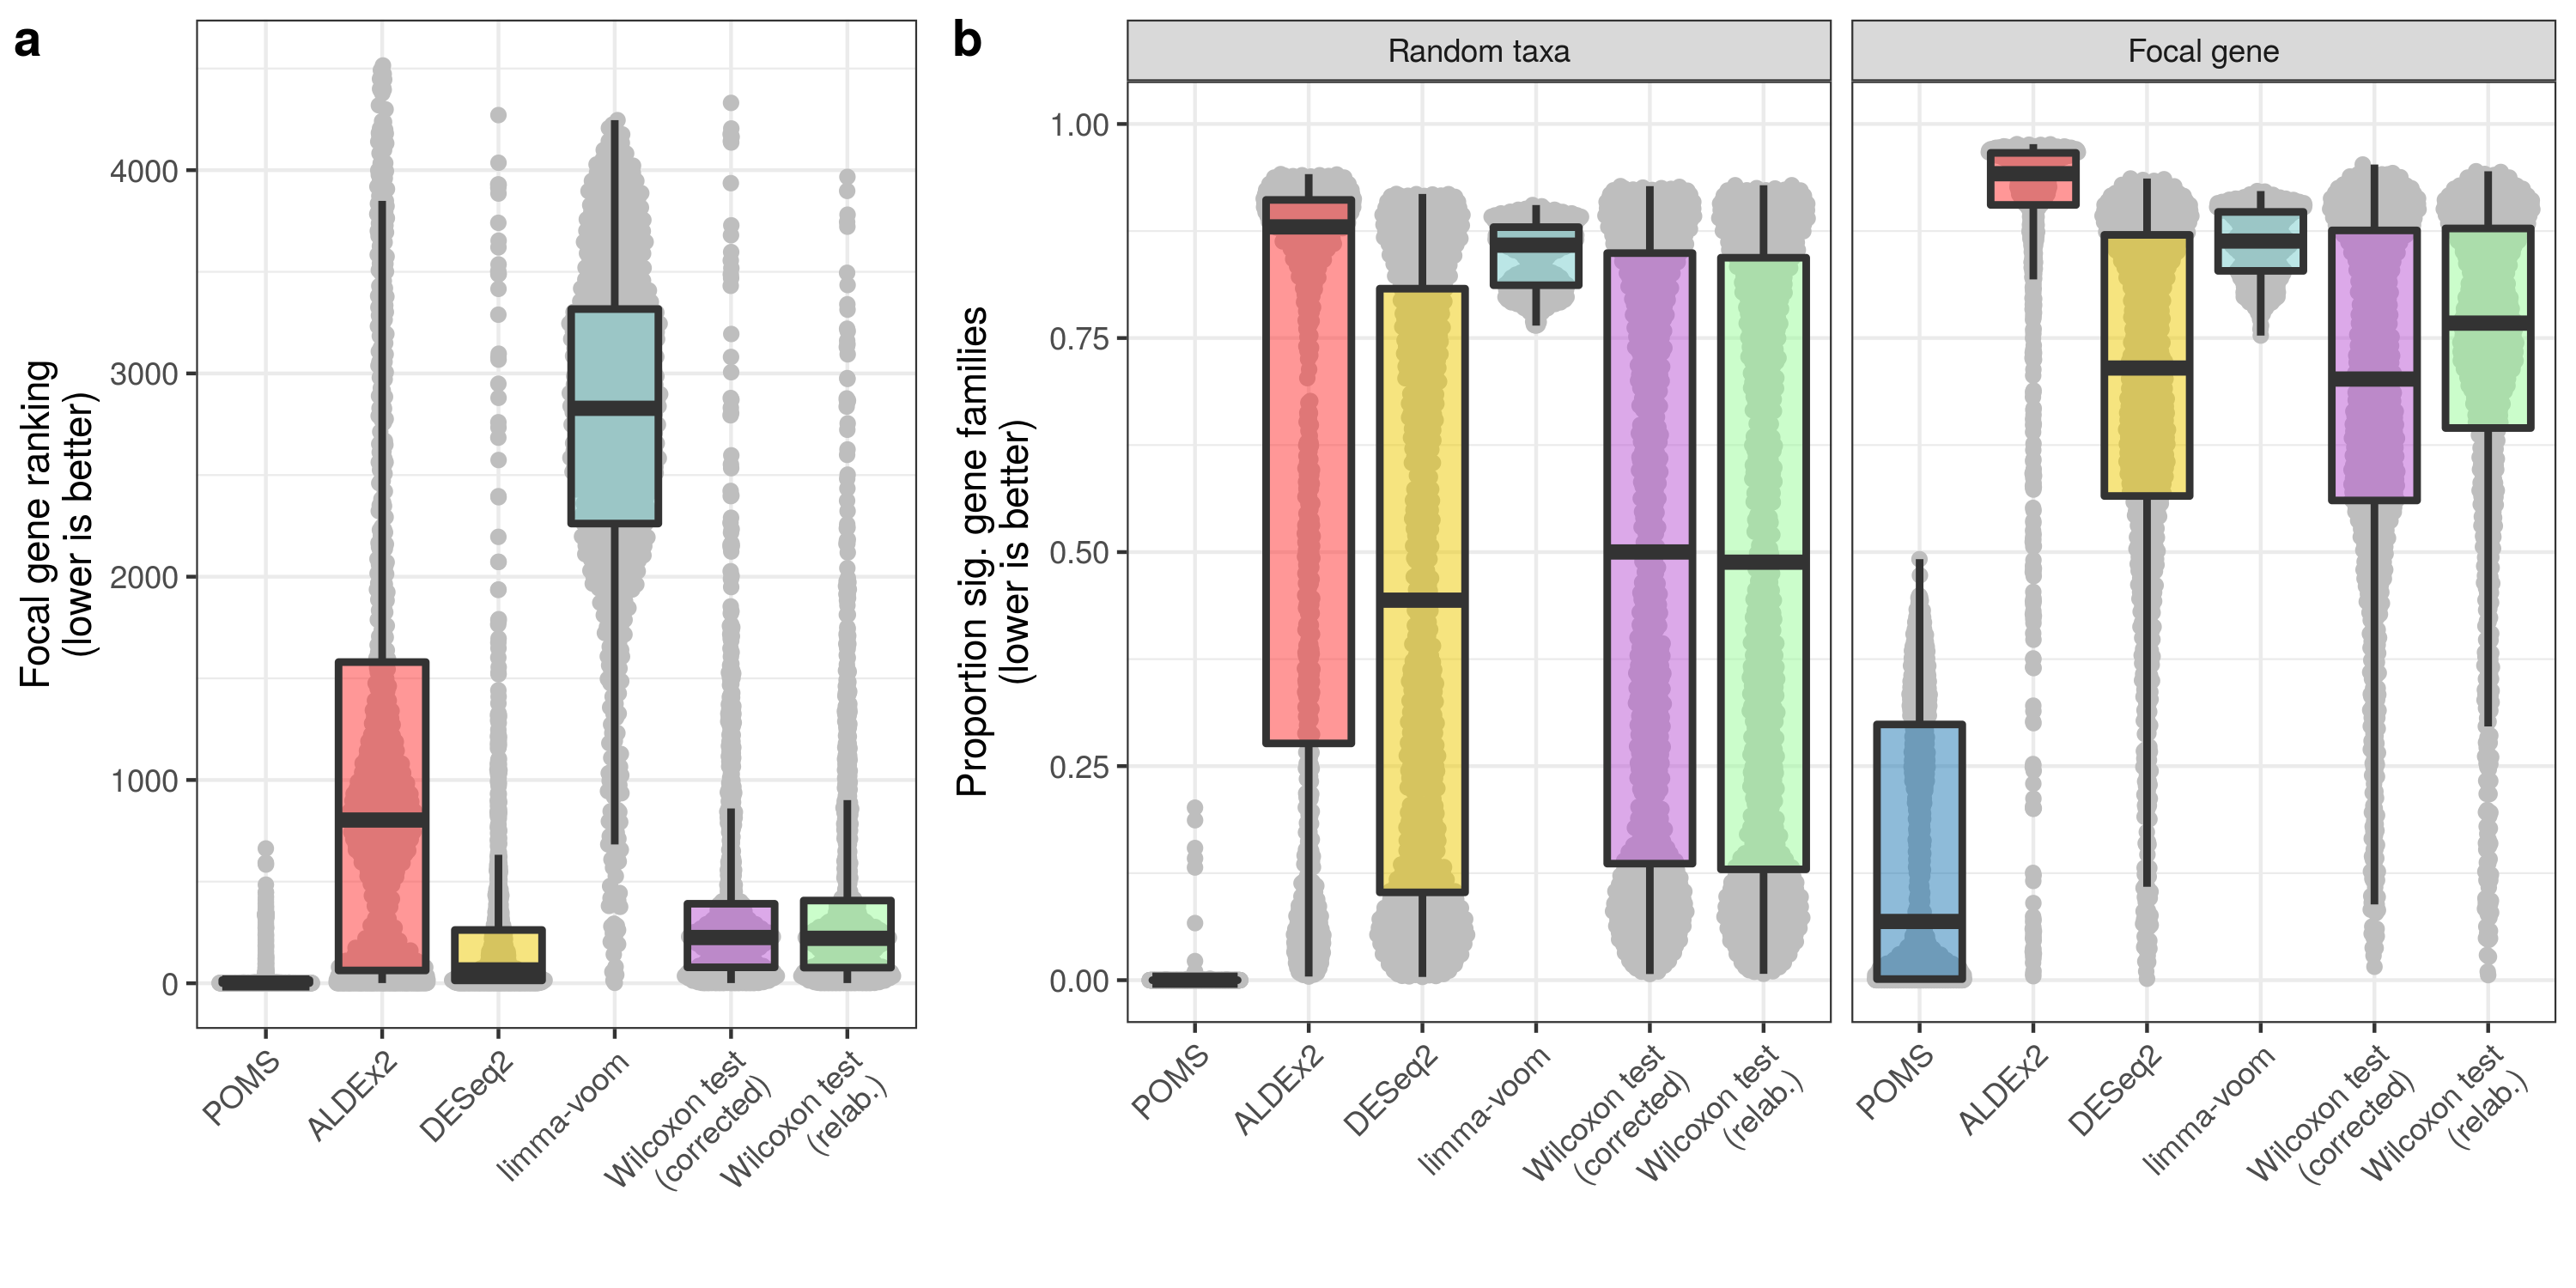 a
Focal gene ranking
(lower is better)
4000
3000
2000
1000
0
POMS
ALDEx2
DESeq2
limma-voom
Wilcoxon test
(corrected)
Wilcoxon test
(relab.)
b
Proportion sig. gene families
(lower is better)
1.00
0.75
0.50
0.25
0.00
Random taxa
POMS
ALDEx2
DESeq2
limma-voom
Wilcoxon test
(corrected)
Wilcoxon test
(relab.)
Focal gene
POMS
ALDEx2
DESeq2
limma-voom
Wilcoxon test
(corrected)
Wilcoxon test
(relab.)